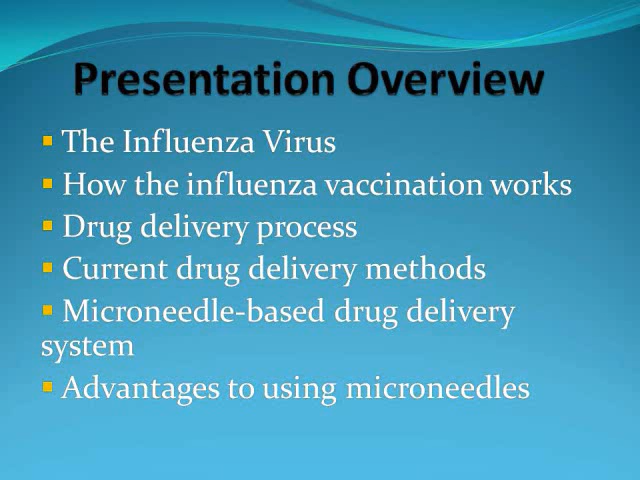 Presentation Overview
▪ The Influenza Virus
▪ How the influenza vaccination works
▪ Drug delivery process
▪ Current drug delivery methods
▪ Microneedle-based drug delivery
system
▪ Advantages to using microneedles